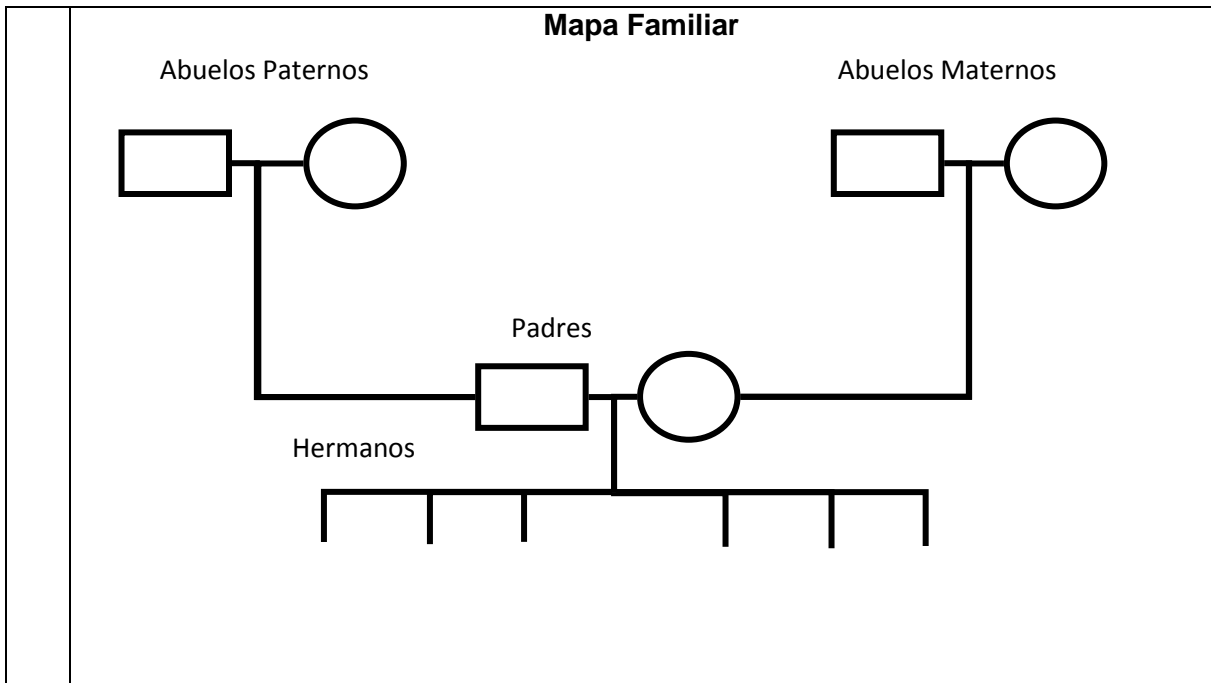 Mapa Familiar
Abuelos Paternos
Abuelos Maternos
Padres
Hermanos